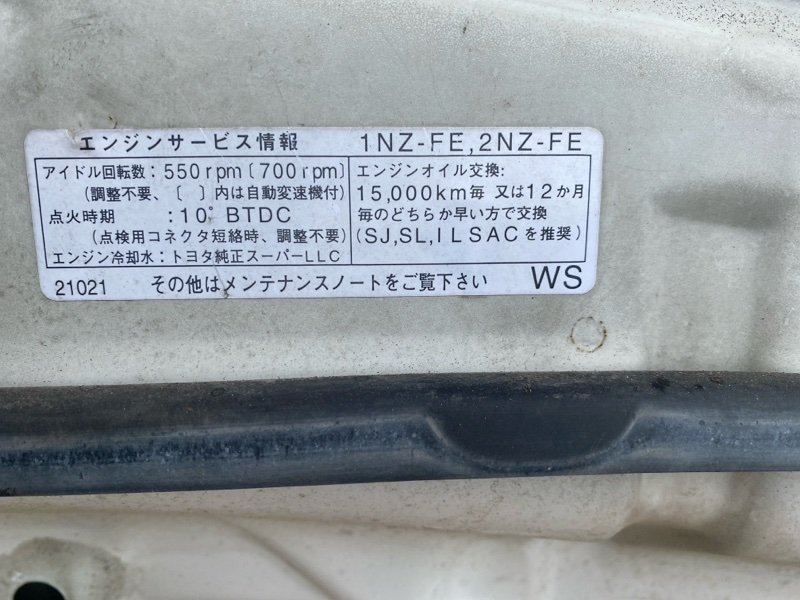 エンジンサービス情報 1NZ-FE,2NZ-FE
アイドル回転数:550rpm〔700rpm〕
(調整不要、〔 〕内は自動変速機付)
点火時期 :10°BTDC
(点検用コネクタ短絡時、調整不要)
エンジン冷却水:トヨタ純正スーパーLLC
エンジンオイル交換:
15,000km毎 又は12か月
毎のどちらか早い方で交換
(SJ,SL,ILSACを推奨)
21021 その他はメンテナンスノートをご覧下さい WS